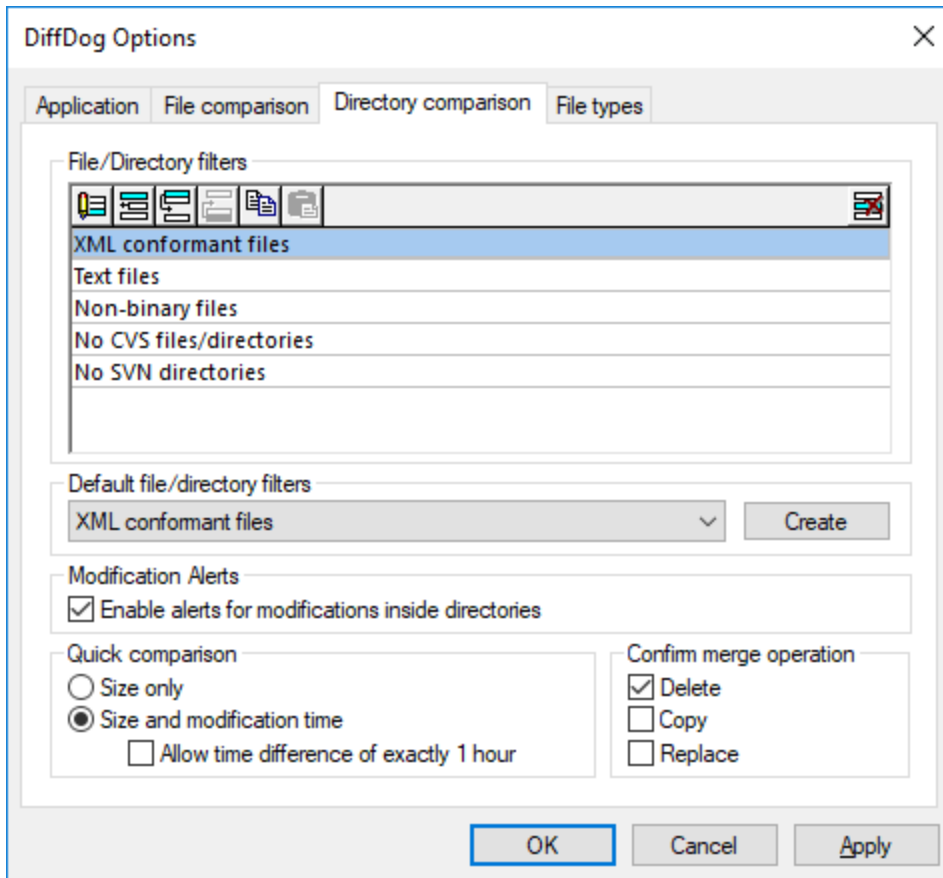 DiffDog Options
Application File comparison Directory comparison File types
File/Directory filters
XML conformant files
Text files
Non-binary files
No CVS files/directories
No SVN directories
Default file/directory filters
XML conformant files Create
Modification Alerts
Enable alerts for modifications inside directories
Quick comparison Confirm merge operation
Size only Delete
Size and modification time Copy
Allow time difference of exactly 1 hour Replace
OK Cancel Apply